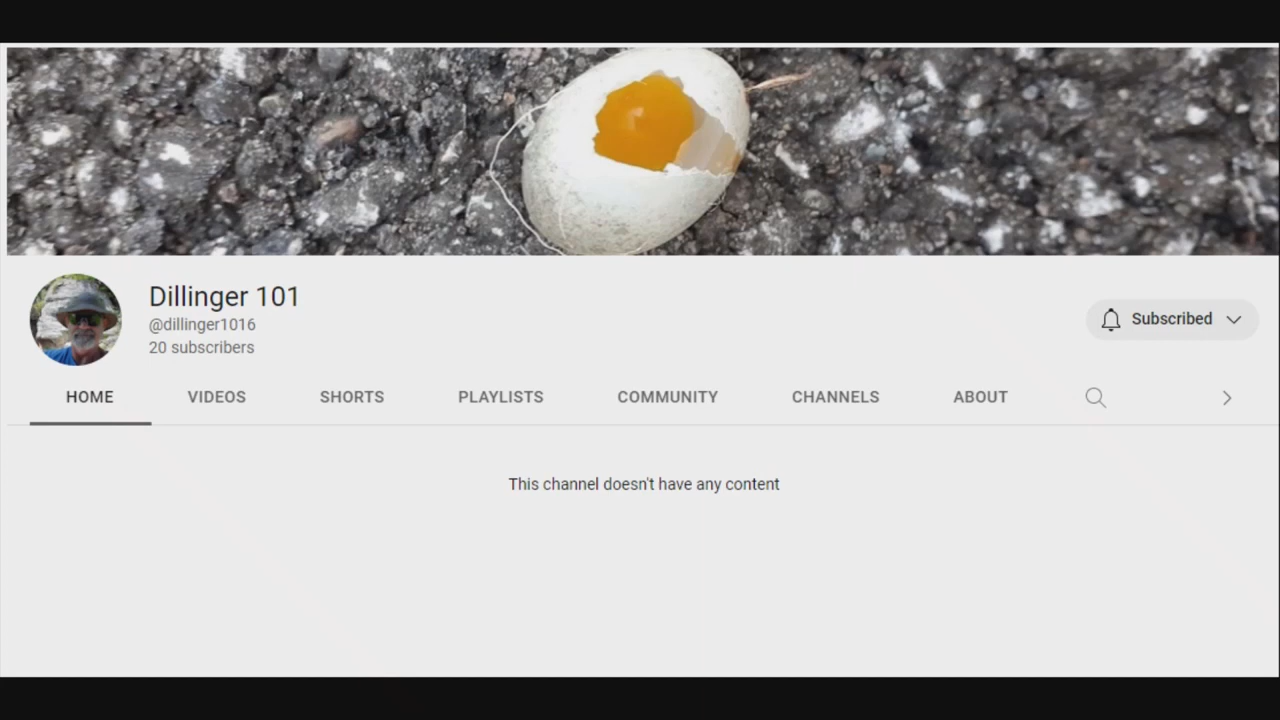 Dillinger 101
@dillinger1016
20 subscribers
Subscribed
HOME VIDEOS SHORTS PLAYLISTS COMMUNITY CHANNELS ABOUT
This channel doesn't have any content